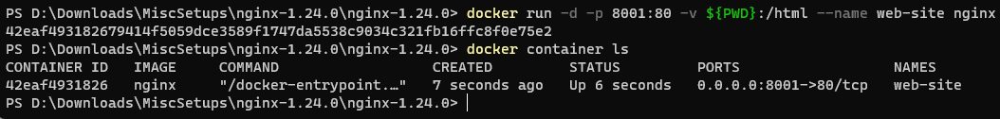 PS D:\Downloads\MiscSetups\nginx-1.24.0\nginx-1.24.0> docker run -d -p 8001:80 -v ${PWD}:/html --name web-site nginx
42eaf493182679414f5059dce3589f1747da5538c9034c321fb16ffc8f0e75e2
PS D:\Downloads\MiscSetups\nginx-1.24.0\nginx-1.24.0> docker container ls
CONTAINER ID   IMAGE     COMMAND                  CREATED         STATUS         PORTS                  NAMES
42eaf4931826   nginx     "/docker-entrypoint.…"   7 seconds ago   Up 6 seconds   0.0.0.0:8001->80/tcp   web-site
PS D:\Downloads\MiscSetups\nginx-1.24.0\nginx-1.24.0>